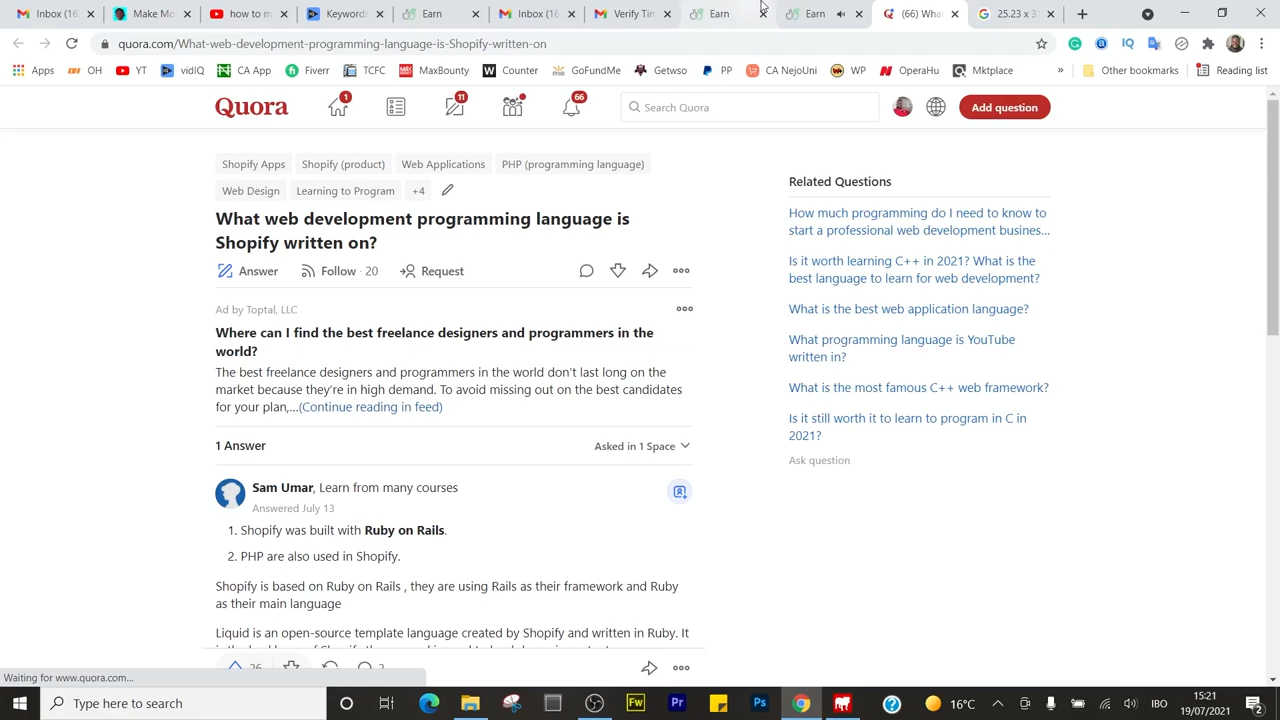 Inbox (16
Make Mo
how to m
Keywords
Earn
Inbox (16
Verify
Earn
Earn
(66) Wha
25.23 x 3
quora.com/What-web-development-programming-language-is-Shopify-written-on
Apps
OH
YT
vidIQ
CA App
Fiverr
TCFC
MaxBounty
Counter
GoFundMe
Getwso
PP
CA NejoUni
WP
OperaHu
Mktplace
»
Other bookmarks
Reading list
Quora
1
11
66
Search Quora
Add question
Shopify Apps
Shopify (product)
Web Applications
PHP (programming language)
Web Design
Learning to Program
+4
What web development programming language is
Shopify written on?
Answer
Follow · 20
Request
Ad by Toptal, LLC
Where can I find the best freelance designers and programmers in the
world?
The best freelance designers and programmers in the world don't last long on the
market because they're in high demand. To avoid missing out on the best candidates
for your plan,...(Continue reading in feed)
1 Answer
Asked in 1 Space
Sam Umar, Learn from many courses
Answered July 13
1. Shopify was built with Ruby on Rails.
2. PHP are also used in Shopify.
Shopify is based on Ruby on Rails , they are using Rails as their framework and Ruby
as their main language
Liquid is an open-source template language created by Shopify and written in Ruby. It
26
2
Related Questions
How much programming do I need to know to
start a professional web development busines...
Is it worth learning C++ in 2021? What is the
best language to learn for web development?
What is the best web application language?
What programming language is YouTube
written in?
What is the most famous C++ web framework?
Is it still worth it to learn to program in C in
2021?
Ask question
Waiting for www.quora.com...
Type here to search
Fw
Pr
Ps
16°C
IBO
15:21
19/07/2021
2